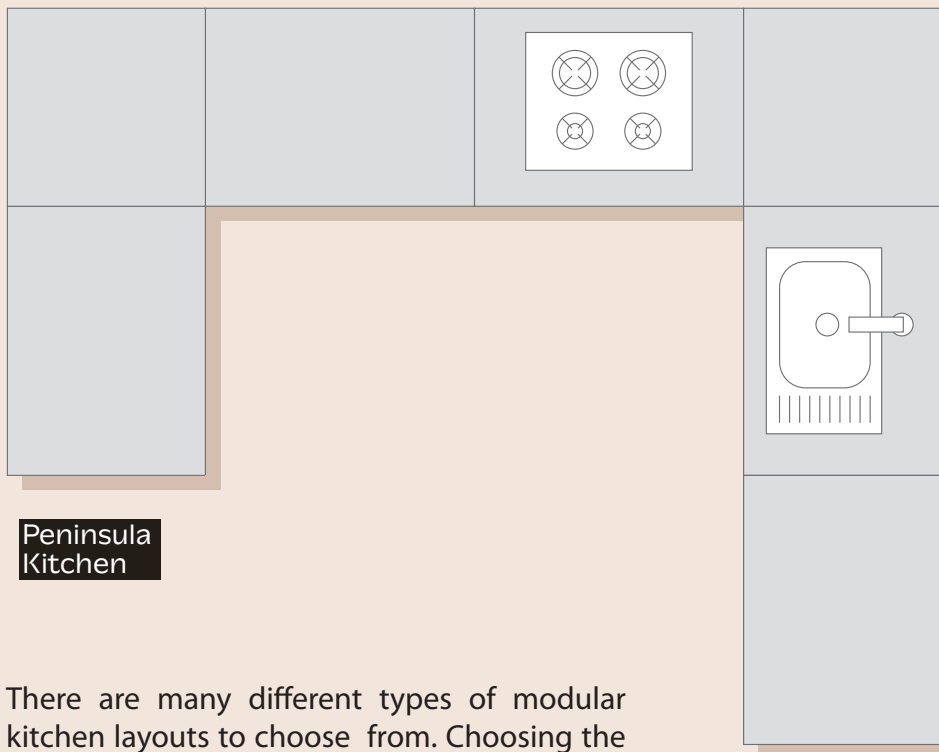 Peninsula
Kitchen
There are many different types of modular
kitchen layouts to choose from. Choosing the